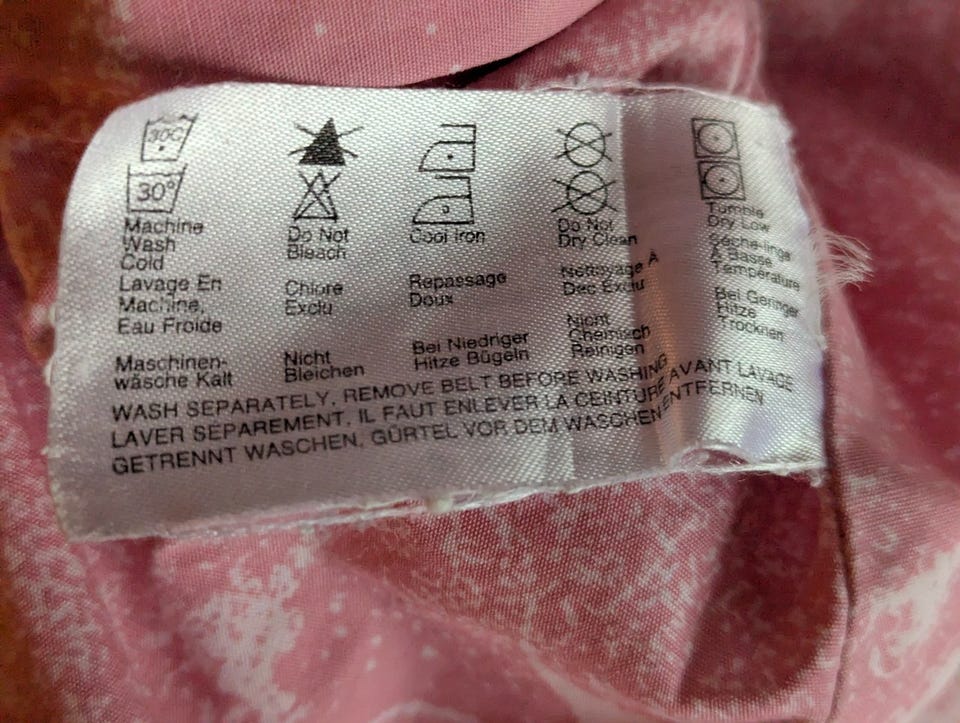 30C
30°
Machine
Wash
Cold
Lavage En
Machine,
Eau Froide
Maschinen-
wäsche Kalt
Do Not
Bleach
Chlore
Exclu
Nicht
Bleichen
Cool Iron
Repassage
Doux
Bei Niedriger
Hitze Bügeln
Do Not
Dry Clean
Nettoyage À
Dec Exclu
Nicht
Chemisch
Reinigen
Tumble
Dry Low
Séche-linge
À Basse
Température
Bei Geringer
Hitze
Trocknen
WASH SEPARATELY, REMOVE BELT BEFORE WASHING
LAVER SÉPAREMENT, IL FAUT ENLEVER LA CEINTURE AVANT LAVAGE
GETRENNT WASCHEN, GÜRTEL VOR DEM WASCHEN ENTFERNEN